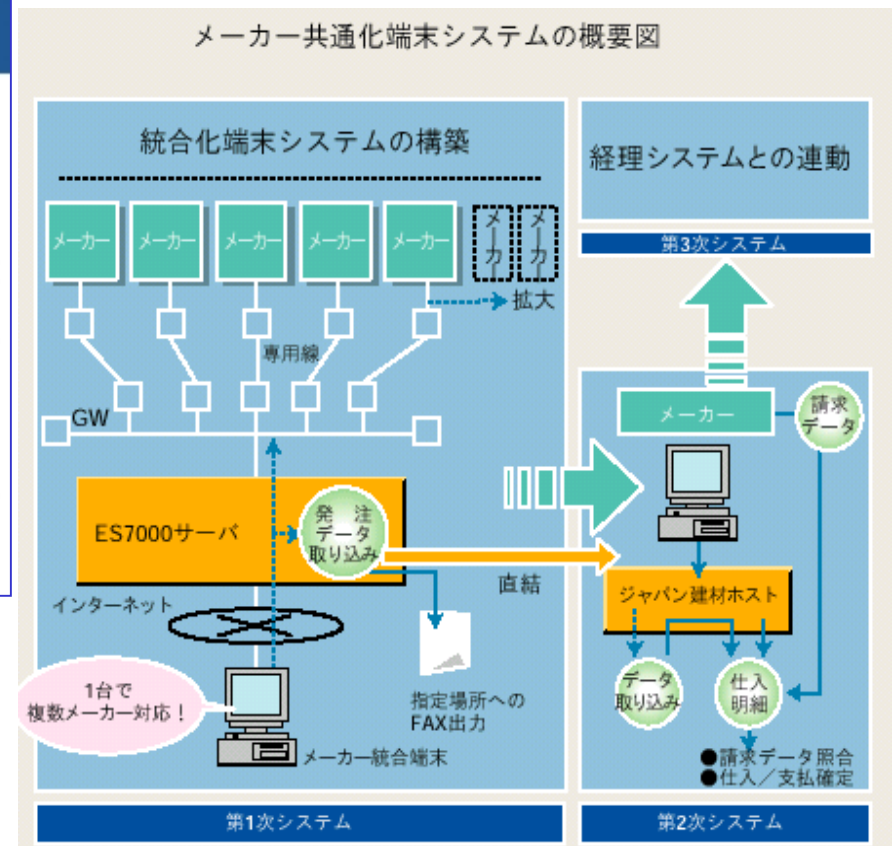 メーカー共通化端末システムの概要図
統合化端末システムの構築
メーカー
メーカー
メーカー
メーカー
メーカー
メーカー
メーカー
拡大
専用線
GW
ES7000サーバ
発 注
データ
取り込み
直結
インターネット
1台で
複数メーカー対応！
指定場所への
FAX出力
メーカー統合端末
第1次システム
経理システムとの連動
第3次システム
メーカー
請求
データ
ジャパン建材ホスト
データ
取り込み
仕入
明細
●請求データ照合
●仕入／支払確定
第2次システム